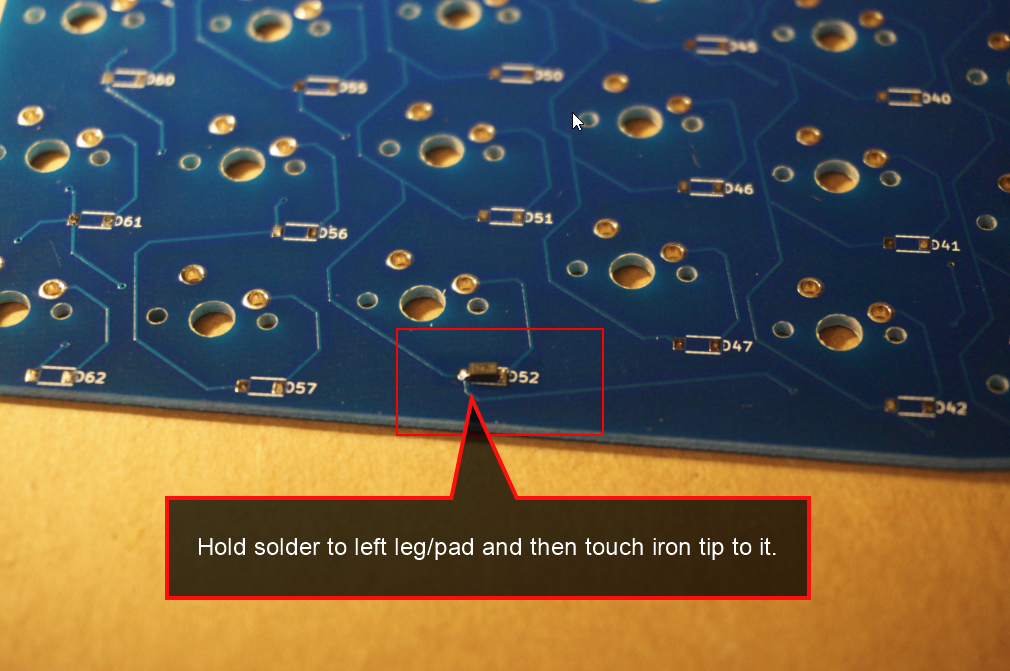 D60
D55
D50
D45
D40
D61
D56
D51
D46
D41
D62
D57
D52
D47
D42
Hold solder to left leg/pad and then touch iron tip to it.